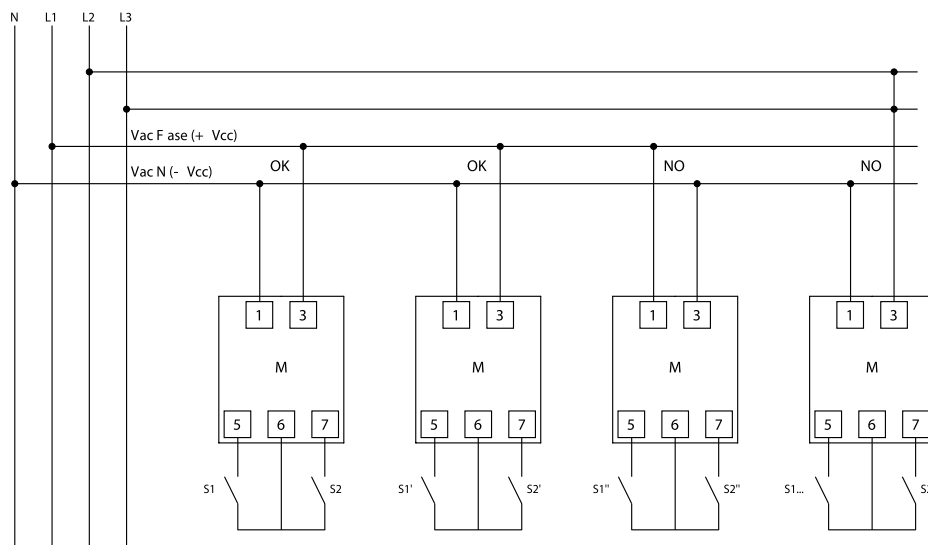 N L1 L2 L3
Vac F ase (+ Vcc)
Vac N (- Vcc)
OK OK NO NO
1 3 1 3 1 3 1 3
M M M M
5 6 7 5 6 7 5 6 7 5 6 7
S1 S2 S1' S2' S1" S2" S1...